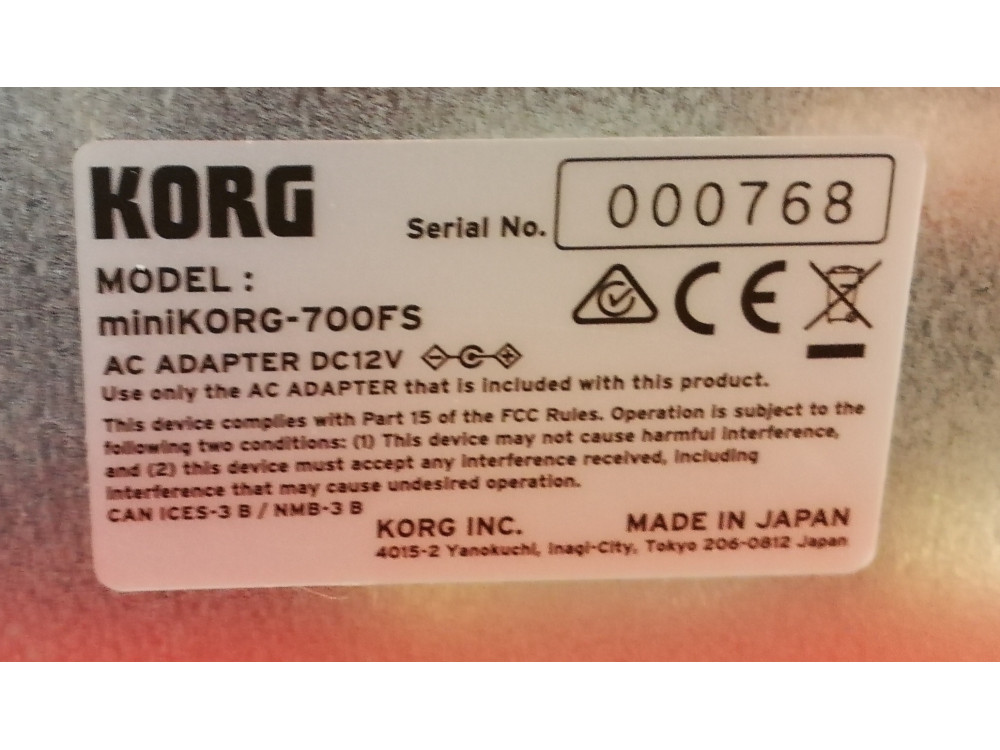 KORG
Serial No. 000768
MODEL :
miniKORG-700FS
AC ADAPTER DC12V
Use only the AC ADAPTER that is included with this product.
This device complies with Part 15 of the FCC Rules. Operation is subject to the
following two conditions: (1) This device may not cause harmful interference,
and (2) this device must accept any interference received, including
interference that may cause undesired operation.
CAN ICES-3 B / NMB-3 B
KORG INC. MADE IN JAPAN
4015-2 Yanokuchi, Inagi-City, Tokyo 206-0812 Japan